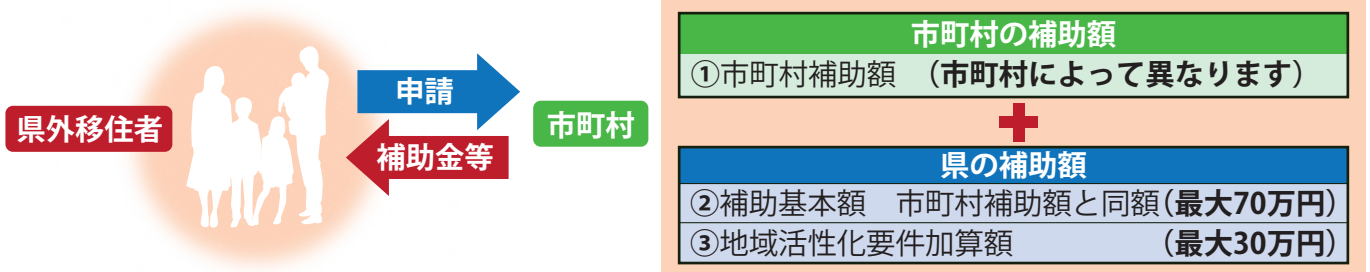 県外移住者
申請
補助金等
市町村
市町村の補助額
①市町村補助額　（市町村によって異なります）
＋
県の補助額
②補助基本額　市町村補助額と同額（最大70万円）
③地域活性化要件加算額　（最大30万円）